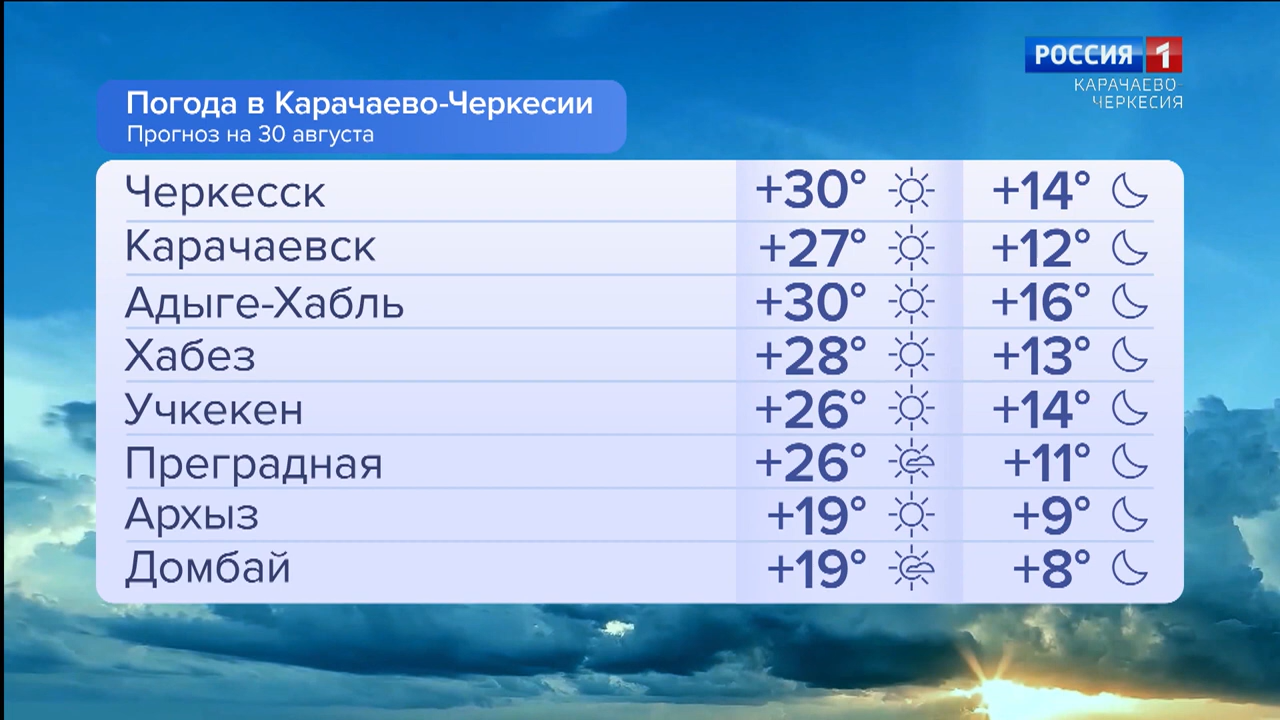 РОССИЯ 1
КАРАЧАЕВО-
ЧЕРКЕСИЯ
Погода в Карачаево-Черкесии
Прогноз на 30 августа
Черкесск +30° +14°
Карачаевск +27° +12°
Адыге-Хабль +30° +16°
Хабез +28° +13°
Учкекен +26° +14°
Преградная +26° +11°
Архыз +19° +9°
Домбай +19° +8°